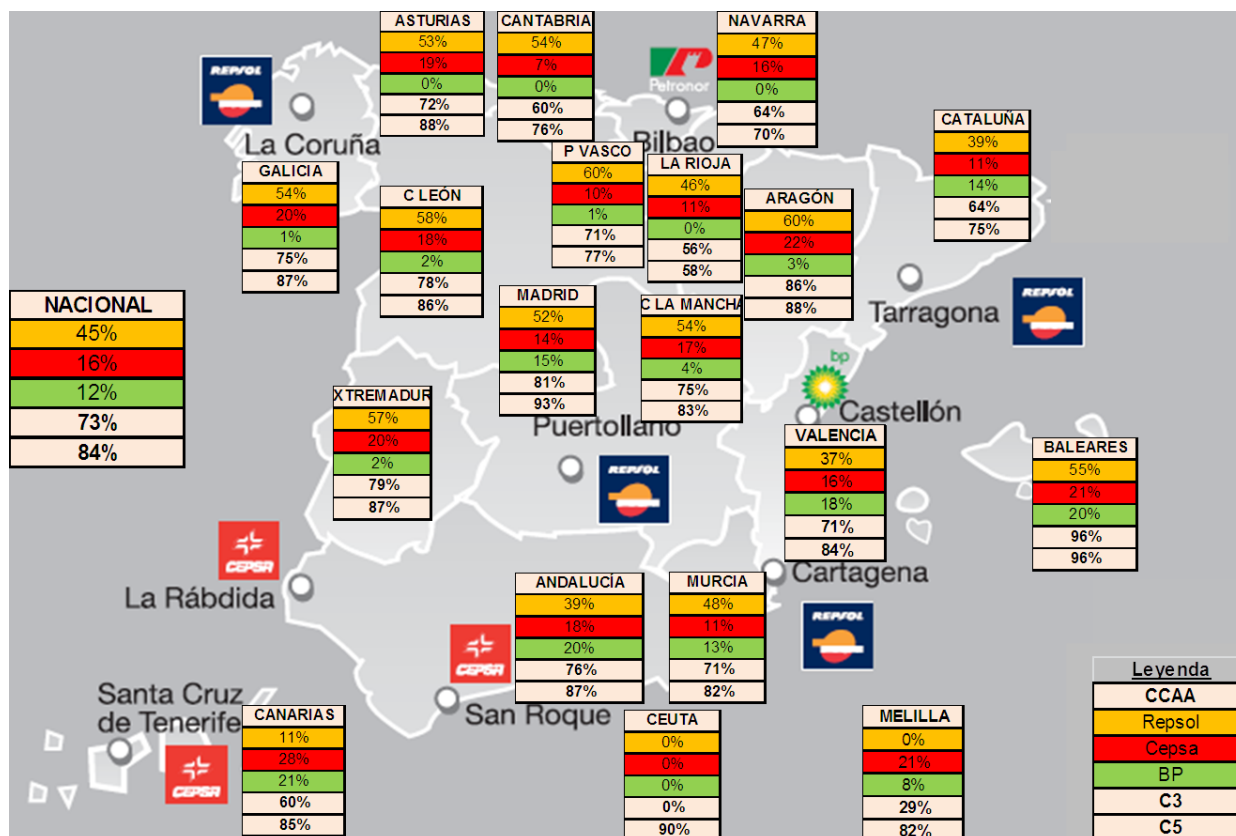 ASTURIAS
53%
19%
0%
72%
88%
CANTABRIA
54%
7%
0%
60%
76%
NAVARRA
47%
16%
0%
64%
70%
REPSOL
La Coruña
Petronor
Bilbao
CATALUÑA
39%
11%
14%
64%
75%
GALICIA
54%
20%
1%
75%
87%
C LEÓN
58%
18%
2%
78%
86%
P VASCO
60%
10%
1%
71%
77%
LA RIOJA
46%
11%
0%
56%
58%
ARAGÓN
60%
22%
3%
86%
88%
Tarragona
REPSOL
NACIONAL
45%
16%
12%
73%
84%
MADRID
52%
14%
15%
81%
93%
C LA MANCHA
54%
17%
4%
75%
83%
bp
Castellón
XTREMADUR
57%
20%
2%
79%
87%
Puertollano
REPSOL
VALENCIA
37%
16%
18%
71%
84%
BALEARES
55%
21%
20%
96%
96%
CEPSA
La Rábdida
ANDALUCÍA
39%
18%
20%
76%
87%
MURCIA
48%
11%
13%
71%
82%
Cartagena
REPSOL
CEPSA
San Roque
Santa Cruz
de Tenerife
CEPSA
CANARIAS
11%
28%
21%
60%
85%
CEUTA
0%
0%
0%
0%
90%
MELILLA
0%
21%
8%
29%
82%
Leyenda
CCAA
Repsol
Cepsa
BP
C3
C5